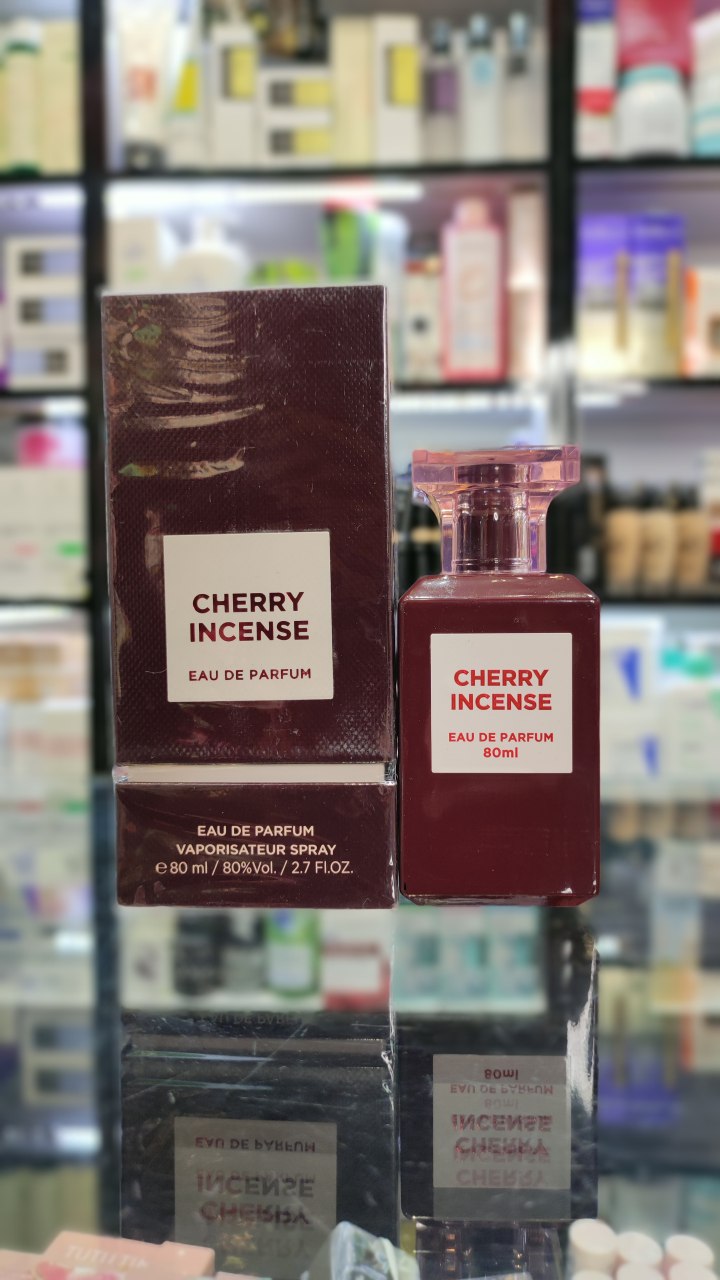 CHERRY
INCENSE
EAU DE PARFUM
EAU DE PARFUM
VAPORISATEUR SPRAY
℮ 80 ml / 80%Vol. / 2.7 Fl.OZ.
CHERRY
INCENSE
EAU DE PARFUM
80ml